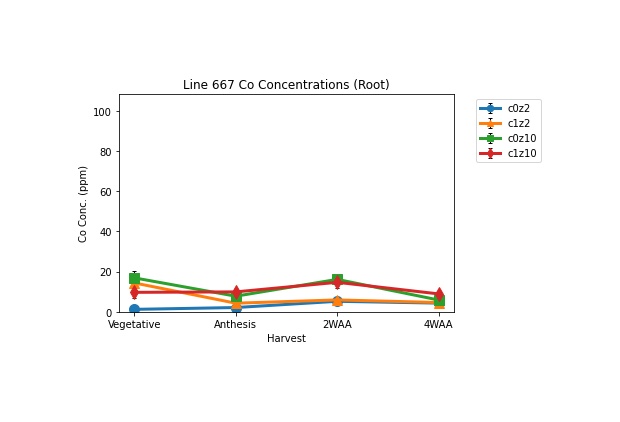 Line 667 Co Concentrations (Root)
100
80
60
40
20
0
Co Conc. (ppm)
Vegetative Anthesis 2WAA 4WAA
Harvest
c0z2
c1z2
c0z10
c1z10